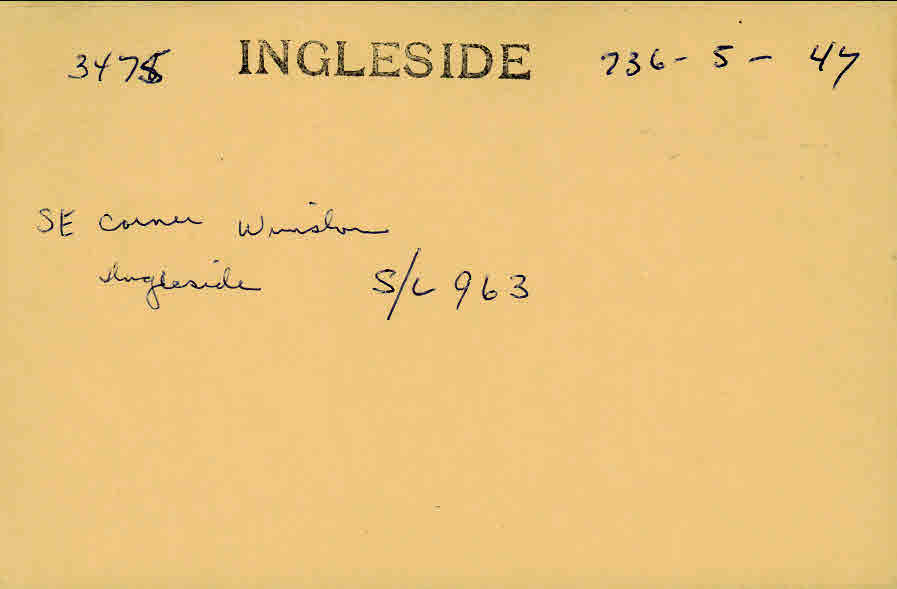 3475 INGLESIDE 736-5-47
SE Corner Winston
Ingleside S/L 963